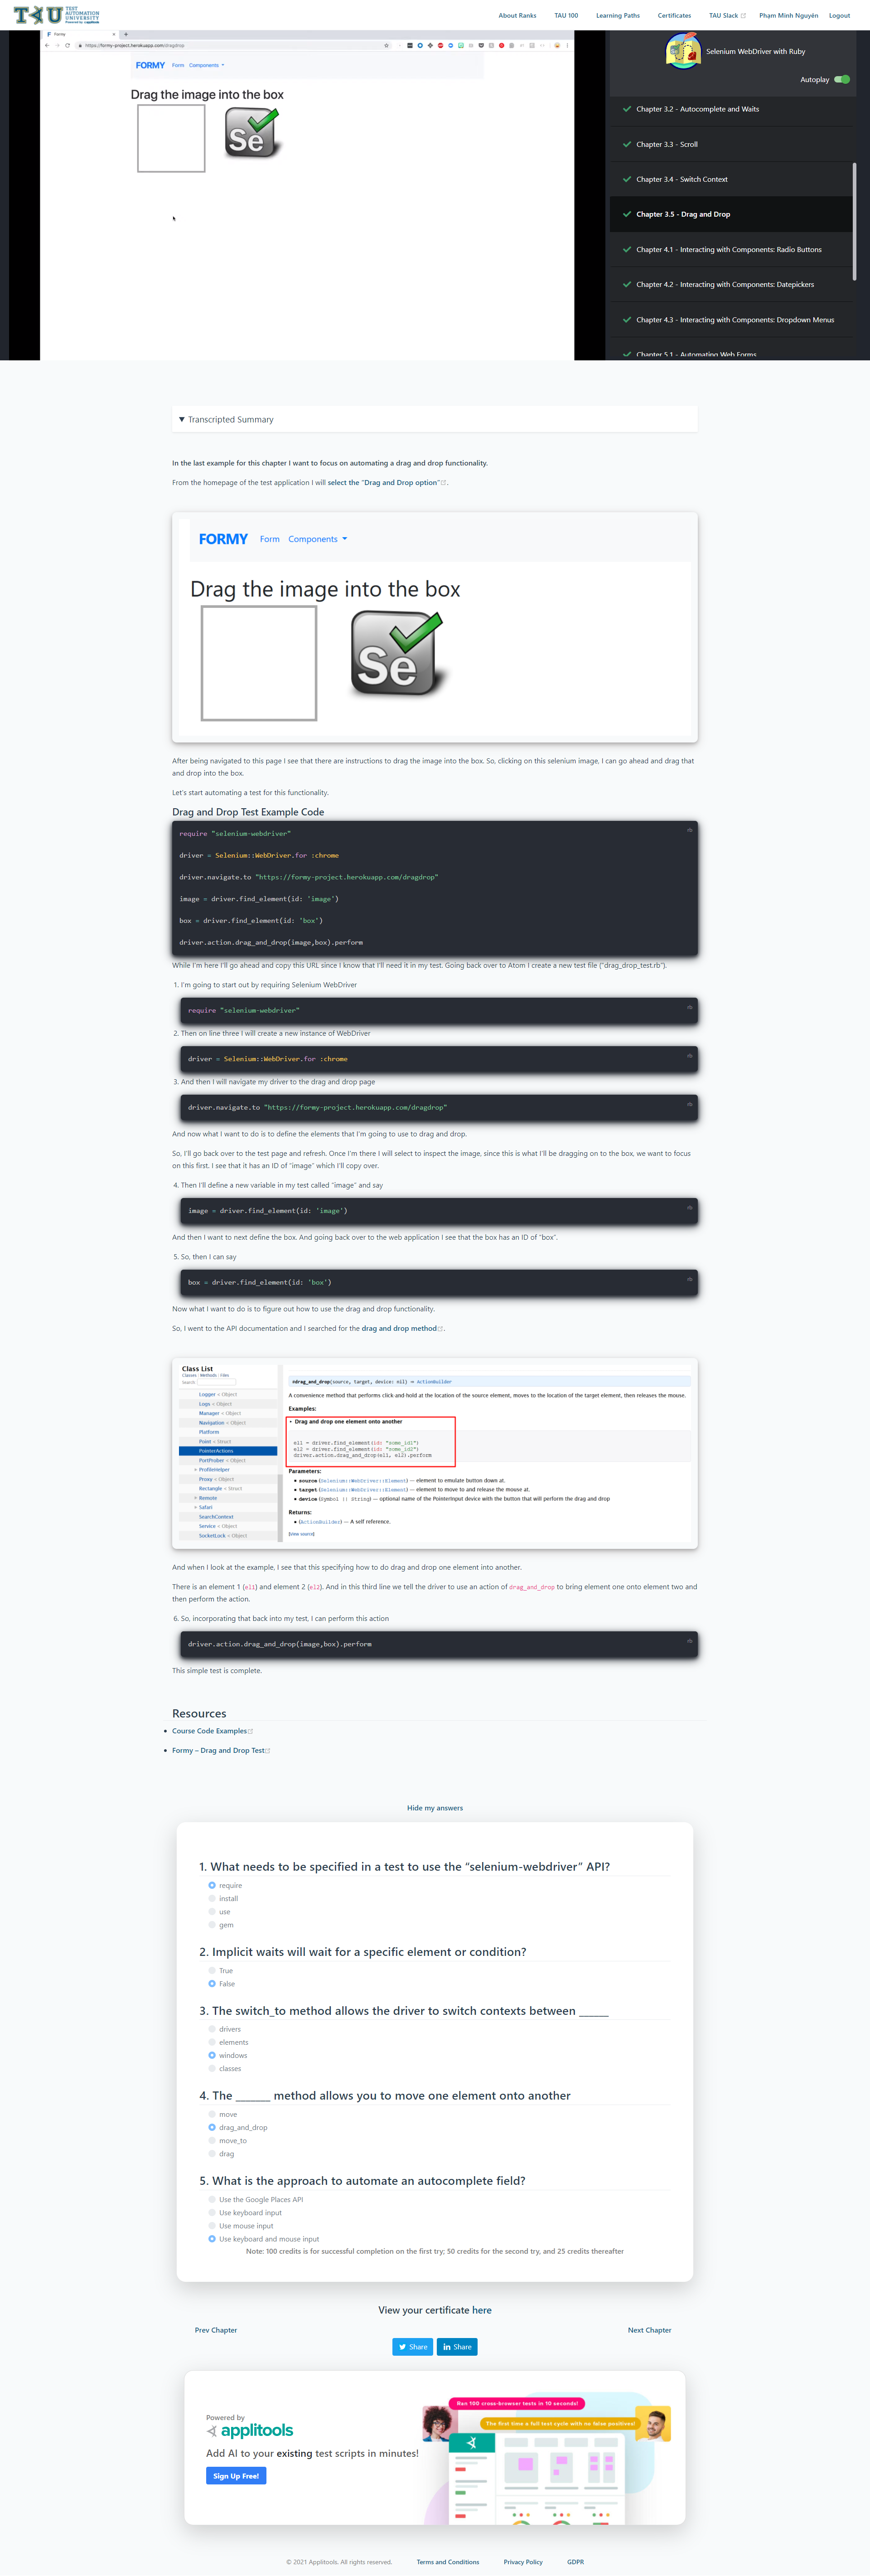 TAU TEST AUTOMATION UNIVERSITY
Powered by applitools
About Ranks
TAU 100
Learning Paths
Certificates
TAU Slack
Phạm Minh Nguyên
Logout
Formy
https://formy-project.herokuapp.com/dragdrop
FORMY Form Components
Drag the image into the box
Se
Selenium WebDriver with Ruby
Autoplay
Chapter 3.2 - Autocomplete and Waits
Chapter 3.3 - Scroll
Chapter 3.4 - Switch Context
Chapter 3.5 - Drag and Drop
Chapter 4.1 - Interacting with Components: Radio Buttons
Chapter 4.2 - Interacting with Components: Datepickers
Chapter 4.3 - Interacting with Components: Dropdown Menus
Chapter 5.1 - Automating Web Forms
Transcripted Summary
In the last example for this chapter I want to focus on automating a drag and drop functionality.
From the homepage of the test application I will select the "Drag and Drop option".
FORMY Form Components
Drag the image into the box
Se
After being navigated to this page I see that there are instructions to drag the image into the box. So, clicking on this selenium image, I can go ahead and drag that
and drop into the box.
Let's start automating a test for this functionality.
Drag and Drop Test Example Code
rb
require "selenium-webdriver"
driver = Selenium::WebDriver.for :chrome
driver.navigate.to "https://formy-project.herokuapp.com/dragdrop"
image = driver.find_element(id: 'image')
box = driver.find_element(id: 'box')
driver.action.drag_and_drop(image,box).perform
While I'm here I'll go ahead and copy this URL since I know that I'll need it in my test. Going back over to Atom I create a new test file ("drag_drop_test.rb").
1. I'm going to start out by requiring Selenium WebDriver
require "selenium-webdriver"
rb
2. Then on line three I will create a new instance of WebDriver
driver = Selenium::WebDriver.for :chrome
rb
3. And then I will navigate my driver to the drag and drop page
driver.navigate.to "https://formy-project.herokuapp.com/dragdrop"
rb
And now what I want to do is to define the elements that I'm going to use to drag and drop.
So, I'll go back over to the test page and refresh. Once I'm there I will select to inspect the image, since this is what I'll be dragging on to the box, we want to focus
on this first. I see that it has an ID of "image" which I'll copy over.
4. Then I'll define a new variable in my test called "image" and say
image = driver.find_element(id: 'image')
rb
And then I want to next define the box. And going back over to the web application I see that the box has an ID of "box".
5. So, then I can say
box = driver.find_element(id: 'box')
rb
Now what I want to do is to figure out how to use the drag and drop functionality.
So, I went to the API documentation and I searched for the drag and drop method.
Class List
Classes | Methods | Files
Search:
Logger < Object
Logs < Object
Manager < Object
Navigation < Object
Platform
Point < Struct
PointerActions
PortProber < Object
ProfileHelper
Proxy < Object
Rectangle < Struct
Remote
Safari
SearchContext
Service < Object
SocketLock < Object
#drag_and_drop(source, target, device: nil) ⇒ ActionBuilder
A convenience method that performs click-and-hold at the location of the source element, moves to the location of the target element, then releases the mouse.
Examples:
Drag and drop one element onto another
el1 = driver.find_element(id: "some_id1")
el2 = driver.find_element(id: "some_id2")
driver.action.drag_and_drop(el1, el2).perform
Parameters:
source (Selenium::WebDriver::Element) — element to emulate button down at.
target (Selenium::WebDriver::Element) — element to move to and release the mouse at.
device (Symbol || String) — optional name of the PointerInput device with the button that will perform the drag and drop
Returns:
(ActionBuilder) — A self reference.
[View source]
And when I look at the example, I see that this specifying how to do drag and drop one element into another.
There is an element 1 (el1) and element 2 (el2). And in this third line we tell the driver to use an action of drag_and_drop to bring element one onto element two and
then perform the action.
6. So, incorporating that back into my test, I can perform this action
driver.action.drag_and_drop(image,box).perform
rb
This simple test is complete.
Resources
Course Code Examples
Formy – Drag and Drop Test
Hide my answers
1. What needs to be specified in a test to use the "selenium-webdriver" API?
require
install
use
gem
2. Implicit waits will wait for a specific element or condition?
True
False
3. The switch_to method allows the driver to switch contexts between ______
drivers
elements
windows
classes
4. The _______ method allows you to move one element onto another
move
drag_and_drop
move_to
drag
5. What is the approach to automate an autocomplete field?
Use the Google Places API
Use keyboard input
Use mouse input
Use keyboard and mouse input
Note: 100 credits is for successful completion on the first try; 50 credits for the second try, and 25 credits thereafter
View your certificate here
Prev Chapter
Next Chapter
Share
Share
Powered by
applitools
Add AI to your existing test scripts in minutes!
Sign Up Free!
Ran 100 cross-browser tests in 10 seconds!
The first time a full test cycle with no false positives!
© 2021 Applitools. All rights reserved.
Terms and Conditions
Privacy Policy
GDPR